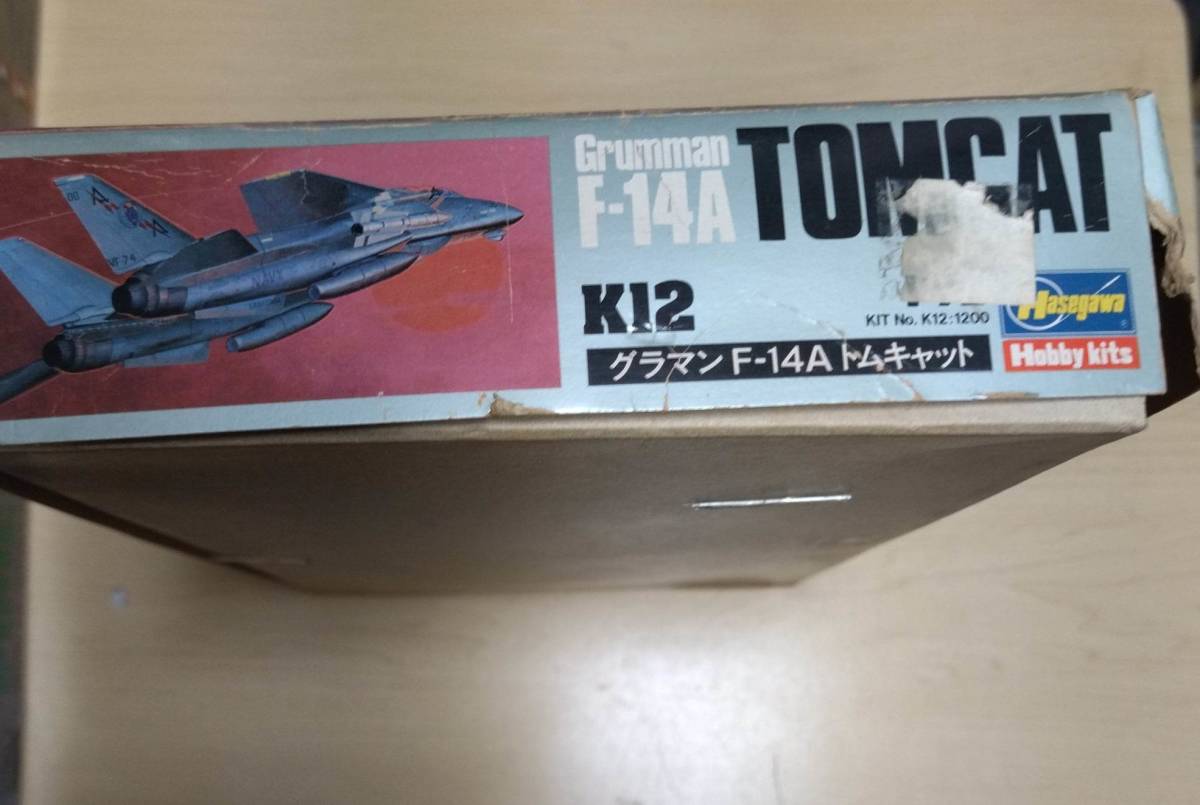 Grumman
F-14A
TOMCAT
K12
KIT No. K12:1200
グラマン F-14A トムキャット
Hasegawa
Hobby kits
NAVY